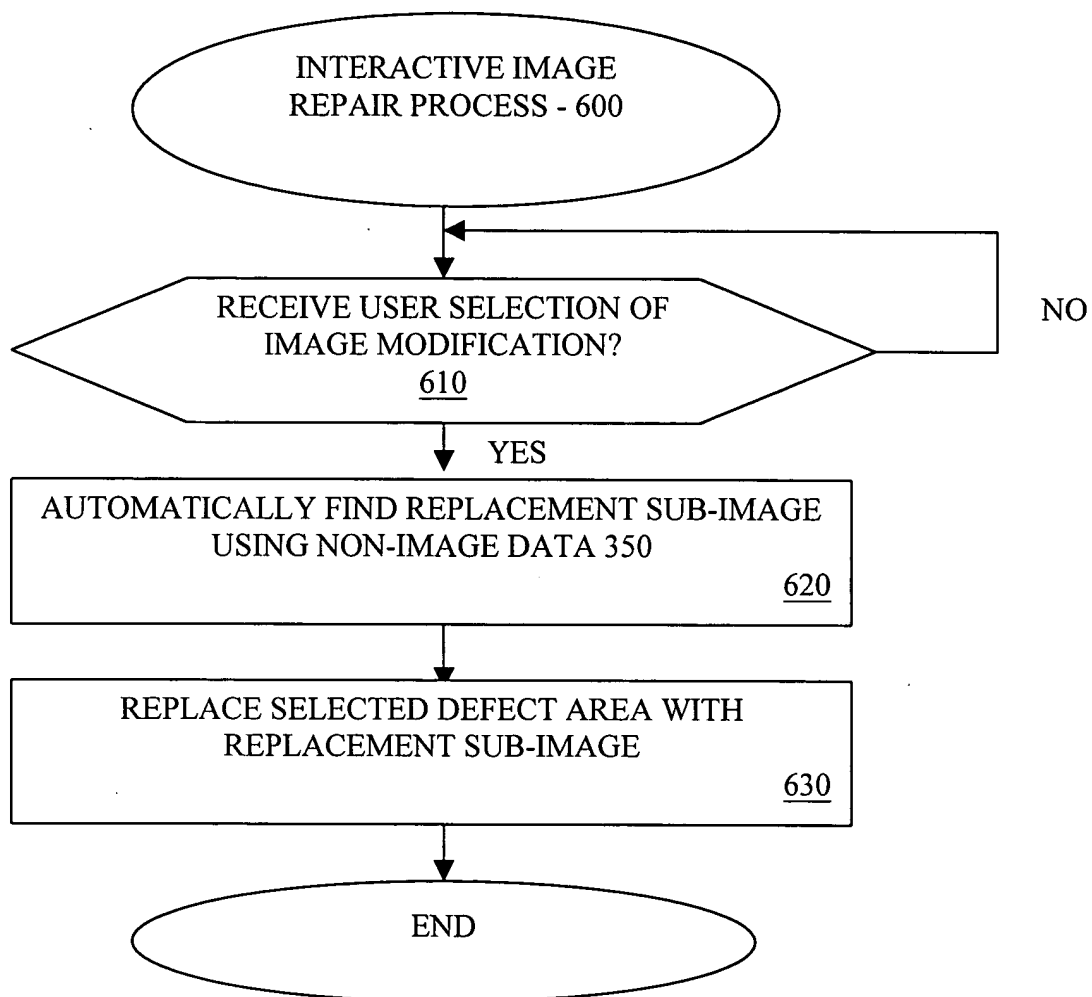 INTERACTIVE IMAGE
REPAIR PROCESS - 600
RECEIVE USER SELECTION OF
IMAGE MODIFICATION?
610
NO
YES
AUTOMATICALLY FIND REPLACEMENT SUB-IMAGE
USING NON-IMAGE DATA 350
620
REPLACE SELECTED DEFECT AREA WITH
REPLACEMENT SUB-IMAGE
630
END